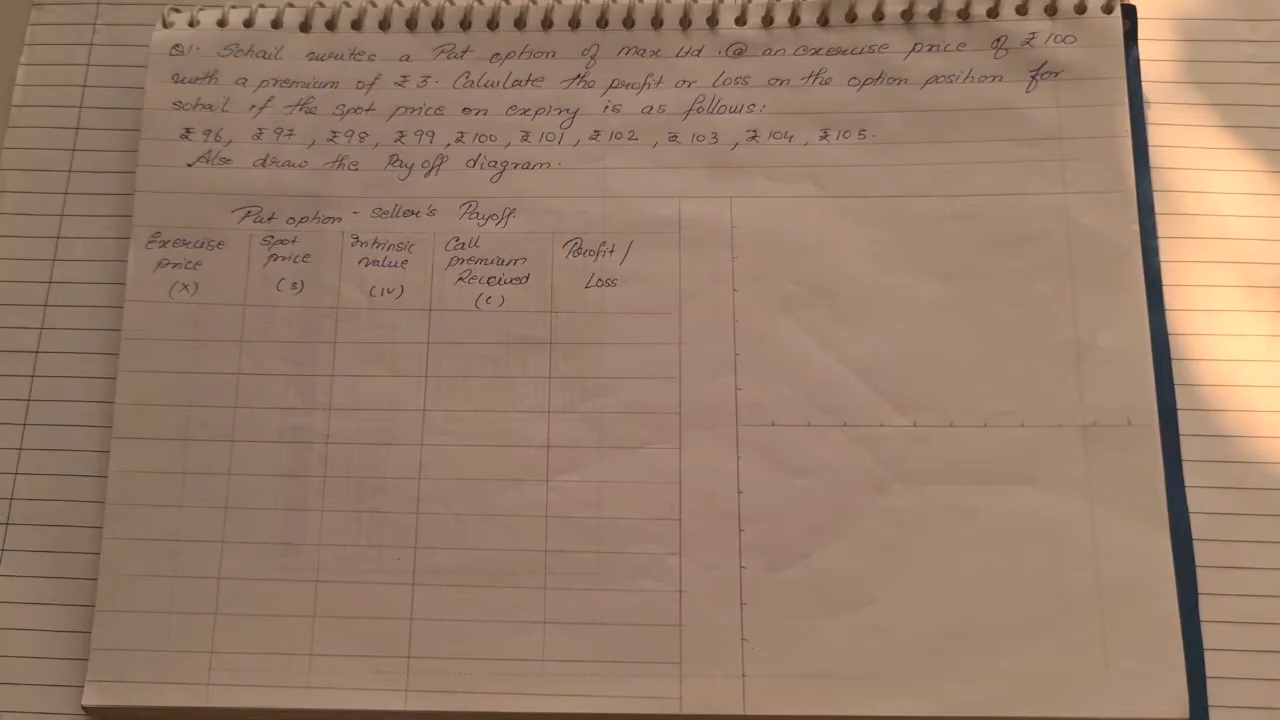 Q1. Sohail writes a Put option of Max Ltd. @ an exercise price of ₹100
with a premium of ₹3. Calculate the profit or loss on the option position for
sohail if the spot price on expiry is as follows:
₹96, ₹97, ₹98, ₹99, ₹100, ₹101, ₹102, ₹103, ₹104, ₹105.
Also draw the Pay off diagram.
Put option - seller's Payoff.
Exercise price (X)
Spot price (S)
Intrinsic value (IV)
Call premium Received (C)
Profit / Loss